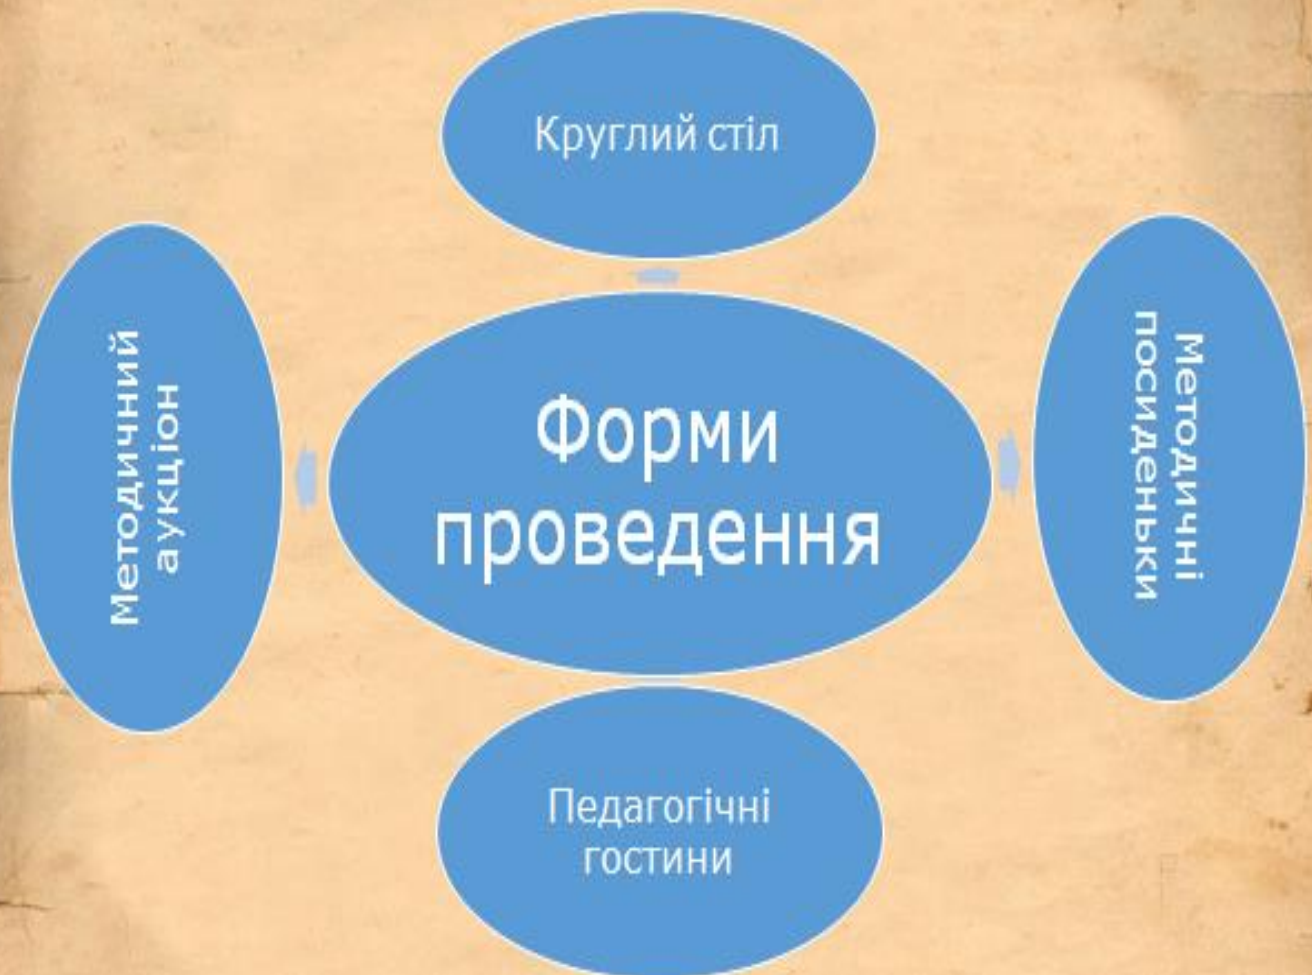 Круглий стіл
Методичний
аукціон
Форми
проведення
Методичні
посиденьки
Педагогічні
гостини